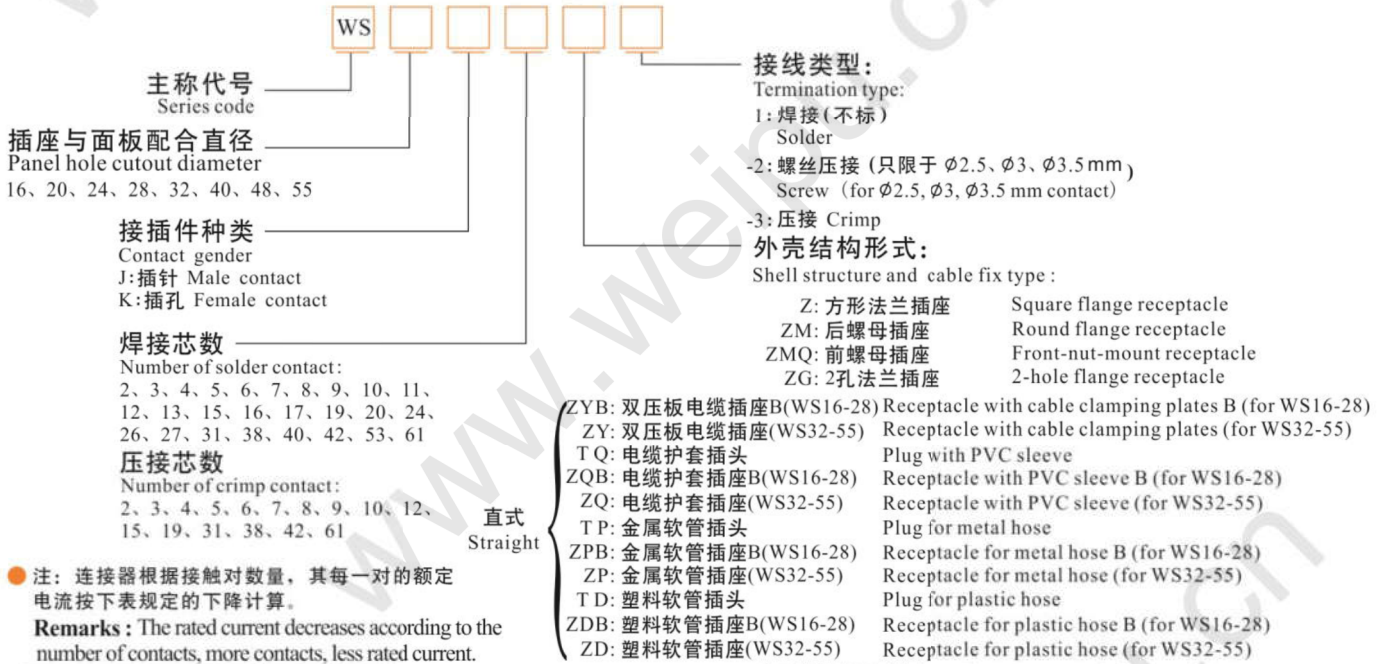 WS
主称代号
Series code
插座与面板配合直径
Panel hole cutout diameter
16、20、24、28、32、40、48、55
接插件种类
Contact gender
J:插针 Male contact
K:插孔 Female contact
焊接芯数
Number of solder contact:
2、3、4、5、6、7、8、9、10、11、
12、13、15、16、17、19、20、24、
26、27、31、38、40、42、53、61
压接芯数
Number of crimp contact:
2、3、4、5、6、7、8、9、10、12、
15、19、31、38、42、61
注: 连接器根据接触对数量, 其每一对的额定
电流按下表规定的下降计算。
Remarks : The rated current decreases according to the
number of contacts, more contacts, less rated current.
接线类型:
Termination type:
1:焊接(不标)
Solder
-2:螺丝压接 (只限于 Ø2.5、Ø3、Ø3.5mm)
Screw (for Ø2.5, Ø3, Ø3.5 mm contact)
-3:压接 Crimp
外壳结构形式:
Shell structure and cable fix type :
Z: 方形法兰插座 Square flange receptacle
ZM: 后螺母插座 Round flange receptacle
ZMQ: 前螺母插座 Front-nut-mount receptacle
ZG: 2孔法兰插座 2-hole flange receptacle
直式
Straight
ZYB: 双压板电缆插座B(WS16-28) Receptacle with cable clamping plates B (for WS16-28)
ZY: 双压板电缆插座(WS32-55) Receptacle with cable clamping plates (for WS32-55)
TQ: 电缆护套插头 Plug with PVC sleeve
ZQB: 电缆护套插座B(WS16-28) Receptacle with PVC sleeve B (for WS16-28)
ZQ: 电缆护套插座(WS32-55) Receptacle with PVC sleeve (for WS32-55)
TP: 金属软管插头 Plug for metal hose
ZPB: 金属软管插座B(WS16-28) Receptacle for metal hose B (for WS16-28)
ZP: 金属软管插座(WS32-55) Receptacle for metal hose (for WS32-55)
TD: 塑料软管插头 Plug for plastic hose
ZDB: 塑料软管插座B(WS16-28) Receptacle for plastic hose B (for WS16-28)
ZD: 塑料软管插座(WS32-55) Receptacle for plastic hose (for WS32-55)
www.weipu.cn